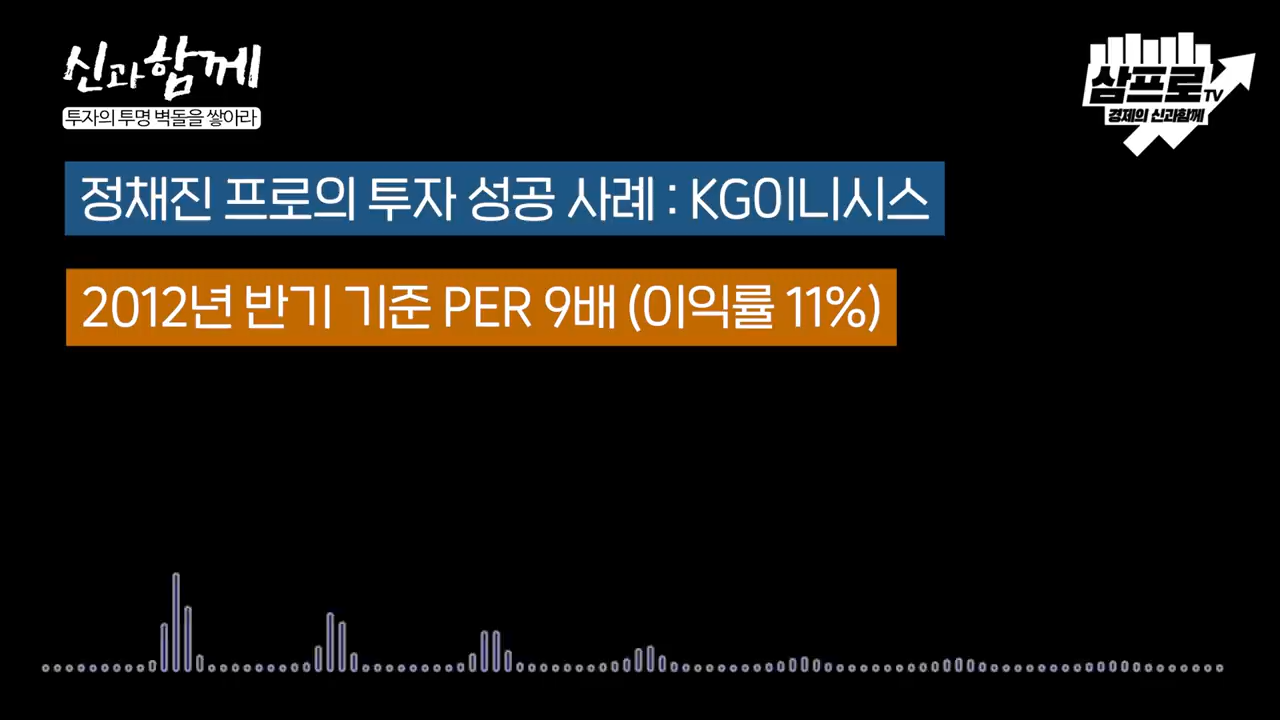 신과함께
투자의 투명 벽돌을 쌓아라
삼프로TV
경제의 신과함께
정채진 프로의 투자 성공 사례 : KG이니시스
2012년 반기 기준 PER 9배 (이익률 11%)